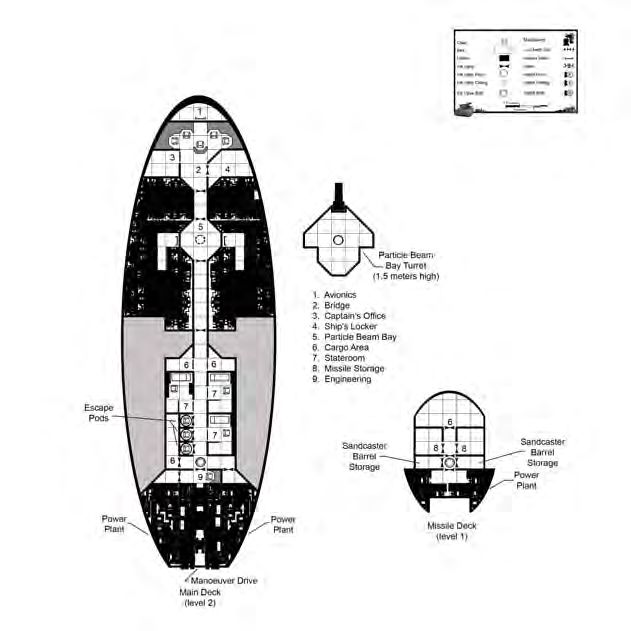 1
3
2
4
5
Particle Beam
Bay Turret
(1.5 meters high)
1. Avionics
2. Bridge
3. Captain's Office
4. Ship's Locker
5. Particle Beam Bay
6. Cargo Area
7. Stateroom
8. Missile Storage
9. Engineering
6
6
7
7
Escape
Pods
7
6
9
Power
Plant
Power
Plant
Manoeuver Drive
Main Deck
(level 2)
6
8
8
Sandcaster
Barrel
Storage
Sandcaster
Barrel
Storage
Power
Plant
Missile Deck
(level 1)